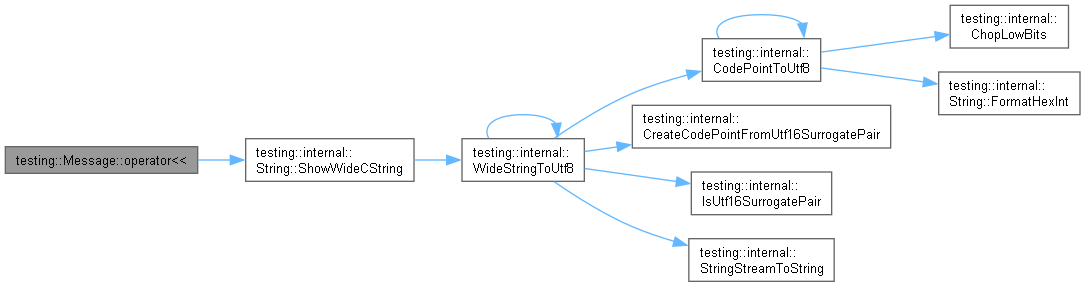 testing::Message::operator<<
testing::internal::
String::ShowWideCString
testing::internal::
WideStringToUtf8
testing::internal::
CodePointToUtf8
testing::internal::
ChopLowBits
testing::internal::
String::FormatHexInt
testing::internal::
CreateCodePointFromUtf16SurrogatePair
testing::internal::
IsUtf16SurrogatePair
testing::internal::
StringStreamToString